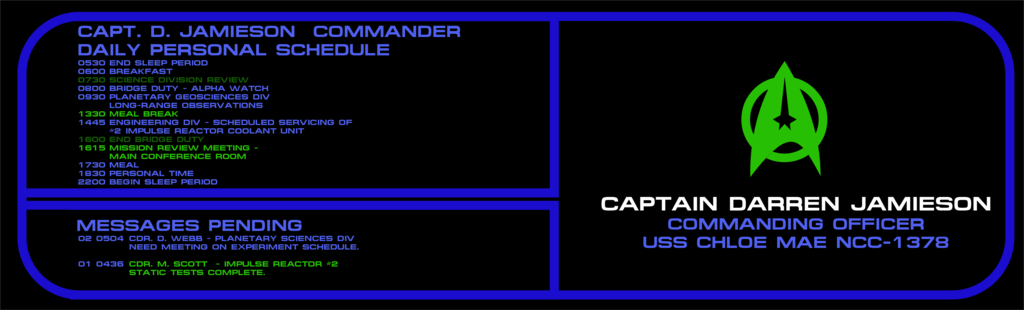 CAPT. D. JAMIESON  COMMANDER
DAILY PERSONAL SCHEDULE
0530 END SLEEP PERIOD
0600 BREAKFAST
0730 SCIENCE DIVISION REVIEW
0800 BRIDGE DUTY - ALPHA WATCH
0930 PLANETARY GEOSCIENCES DIV
LONG-RANGE OBSERVATIONS
1330 MEAL BREAK
1445 ENGINEERING DIV - SCHEDULED SERVICING OF
#2 IMPULSE REACTOR COOLANT UNIT
1600 END BRIDGE DUTY
1615 MISSION REVIEW MEETING -
MAIN CONFERENCE ROOM
1730 MEAL
1830 PERSONAL TIME
2200 BEGIN SLEEP PERIOD
MESSAGES PENDING
02 0504 CDR. D. WEBB - PLANETARY SCIENCES DIV
NEED MEETING ON EXPERIMENT SCHEDULE.
01 0436 CDR. M. SCOTT  - IMPULSE REACTOR #2
STATIC TESTS COMPLETE.
CAPTAIN DARREN JAMIESON
COMMANDING OFFICER
USS CHLOE MAE NCC-1378